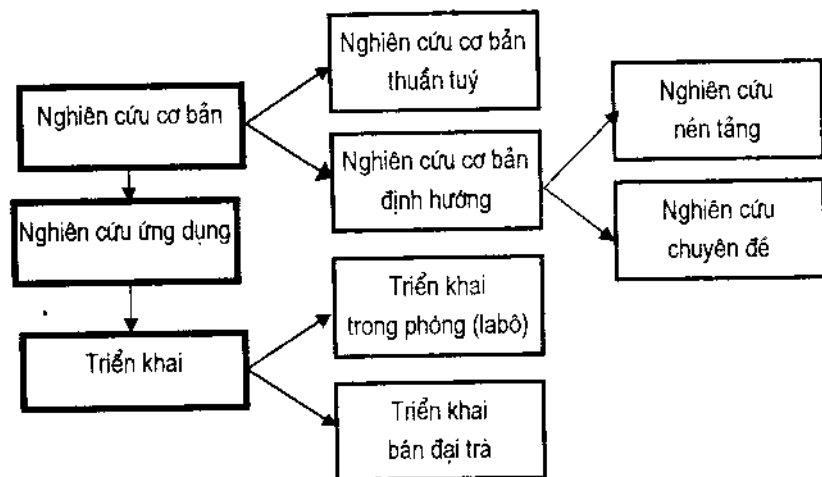 Nghiên cứu cơ bản
thuần tuý
Nghiên cứu cơ bản
Nghiên cứu
nền tảng
Nghiên cứu cơ bản
định hướng
Nghiên cứu ứng dụng
Nghiên cứu
chuyên đề
Triển khai
trong phòng (labô)
Triển khai
Triển khai
bán đại trà